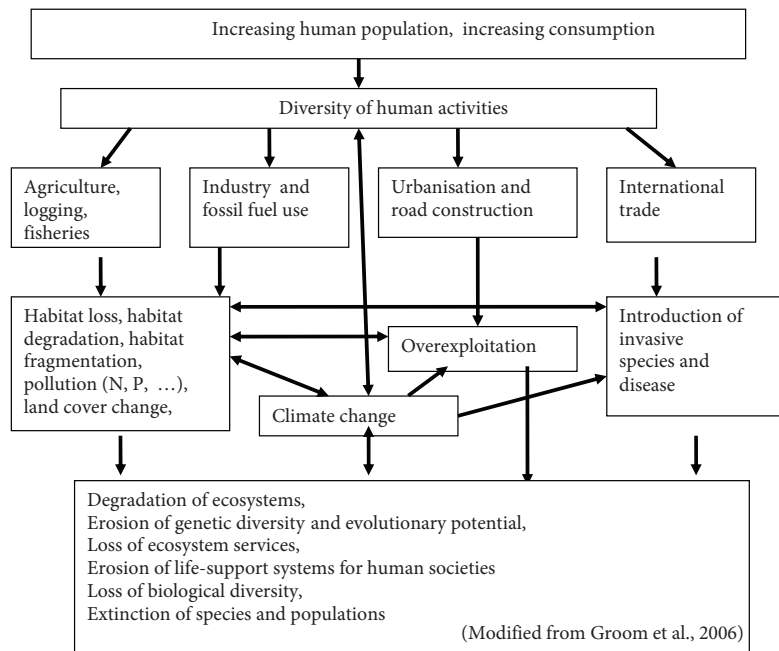 Increasing human population, increasing consumption
Diversity of human activities
Agriculture,
logging,
fisheries
Industry and
fossil fuel use
Urbanisation and
road construction
International
trade
Habitat loss, habitat
degradation, habitat
fragmentation,
pollution (N, P, …),
land cover change,
Overexploitation
Introduction of
invasive
species and
disease
Climate change
Degradation of ecosystems,
Erosion of genetic diversity and evolutionary potential,
Loss of ecosystem services,
Erosion of life-support systems for human societies
Loss of biological diversity,
Extinction of species and populations
(Modified from Groom et al., 2006)